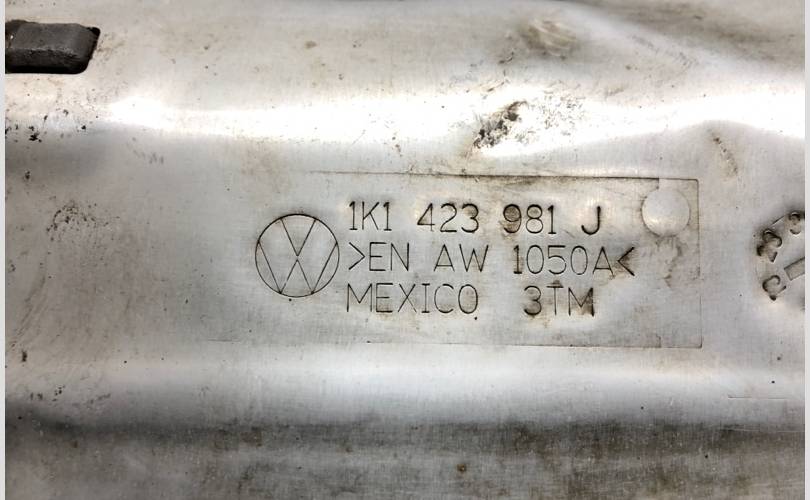 1K1 423 981 J
>EN AW 1050A<
MEXICO 3TM